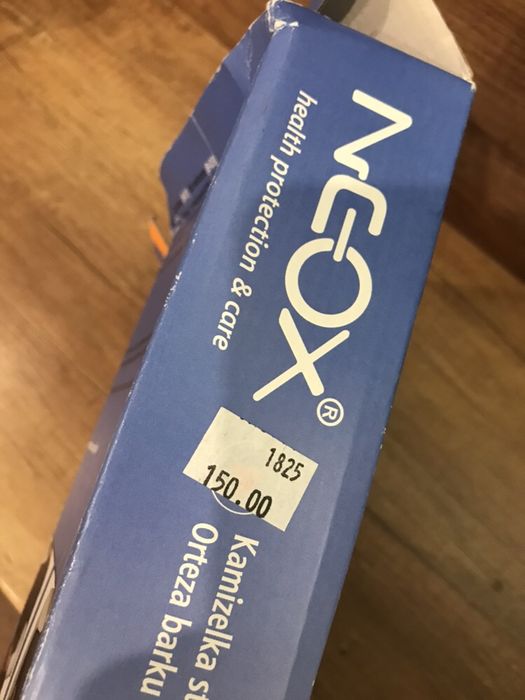 NEOX®
health protection & care
1825
150.00
Kamizelka st
Orteza barku